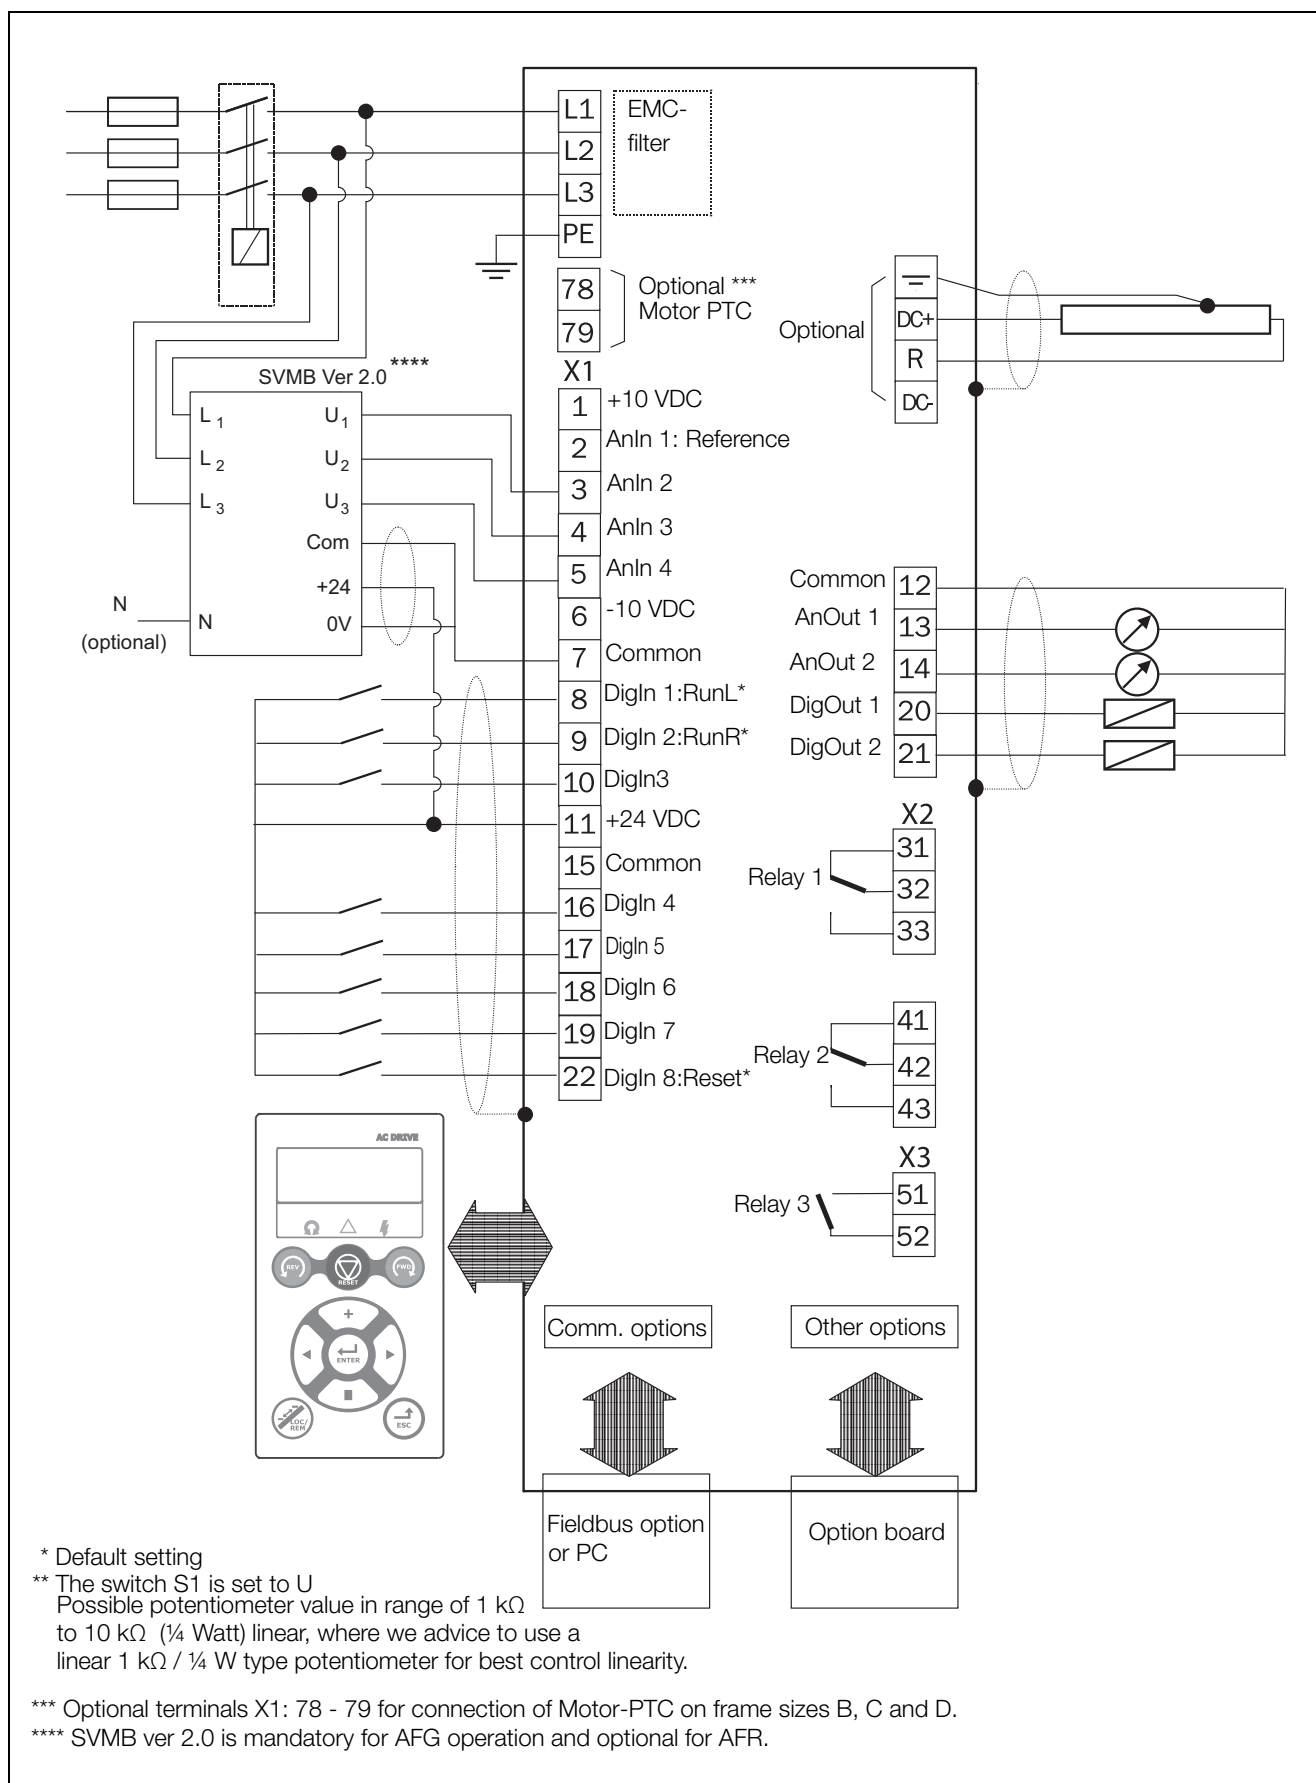 L1
EMC-
filter
L2
L3
PE
78
79
Optional ***
Motor PTC
Optional
DC+
R
DC-
X1
SVMB Ver 2.0 ****
L 1
L 2
L 3
N
U1
U2
U3
Com
+24
0V
N
(optional)
1 +10 VDC
2 AnIn 1: Reference
3 AnIn 2
4 AnIn 3
5 AnIn 4
6 -10 VDC
7 Common
8 DigIn 1:RunL*
9 DigIn 2:RunR*
10 DigIn3
11 +24 VDC
15 Common
16 DigIn 4
17 DigIn 5
18 DigIn 6
19 DigIn 7
22 DigIn 8:Reset*
Common 12
AnOut 1 13
AnOut 2 14
DigOut 1 20
DigOut 2 21
X2
Relay 1
31
32
33
Relay 2
41
42
43
X3
Relay 3
51
52
AC DRIVE
REV
RESET
FWD
+
ENTER
LOC/
REM
ESC
Comm. options
Other options
Fieldbus option
or PC
Option board
* Default setting
** The switch S1 is set to U
Possible potentiometer value in range of 1 kΩ
to 10 kΩ (¼ Watt) linear, where we advice to use a
linear 1 kΩ / ¼ W type potentiometer for best control linearity.
*** Optional terminals X1: 78 - 79 for connection of Motor-PTC on frame sizes B, C and D.
**** SVMB ver 2.0 is mandatory for AFG operation and optional for AFR.